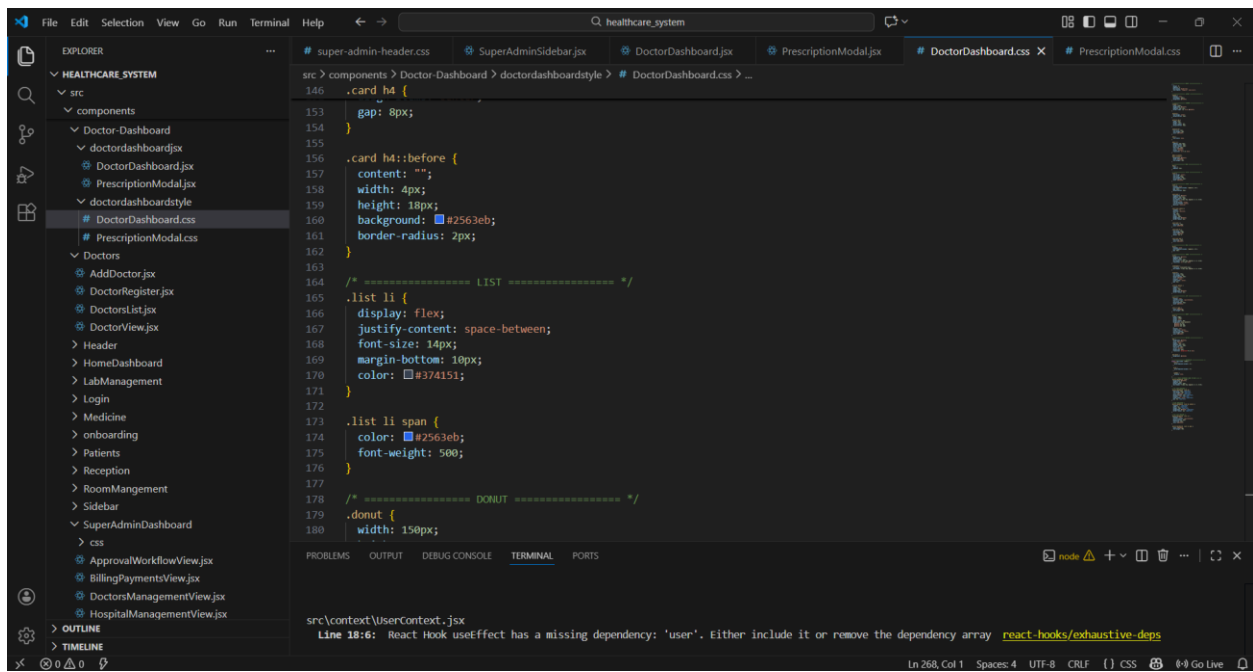 File Edit Selection View Go Run Terminal Help
healthcare_system
EXPLORER
HEALTHCARE_SYSTEM
src
components
Doctor-Dashboard
doctordashboardjsx
DoctorDashboard.jsx
PrescriptionModal.jsx
doctordashboardstyle
# DoctorDashboard.css
# PrescriptionModal.css
Doctors
AddDoctor.jsx
DoctorRegister.jsx
DoctorsList.jsx
DoctorView.jsx
Header
HomeDashboard
LabManagement
Login
Medicine
onboarding
Patients
Reception
RoomMangement
Sidebar
SuperAdminDashboard
css
ApprovalWorkflowView.jsx
BillingPaymentsView.jsx
DoctorsManagementView.jsx
HospitalManagementView.jsx
OUTLINE
TIMELINE
# super-admin-header.css SuperAdminSidebar.jsx DoctorDashboard.jsx PrescriptionModal.jsx # DoctorDashboard.css # PrescriptionModal.css
src > components > Doctor-Dashboard > doctordashboardstyle > # DoctorDashboard.css > ...
146 .card h4 {
153 gap: 8px;
154 }
155
156 .card h4::before {
157 content: "";
158 width: 4px;
159 height: 18px;
160 background: #2563eb;
161 border-radius: 2px;
162 }
163
164 /* ================== LIST ================== */
165 .list li {
166 display: flex;
167 justify-content: space-between;
168 font-size: 14px;
169 margin-bottom: 10px;
170 color: #374151;
171 }
172
173 .list li span {
174 color: #2563eb;
175 font-weight: 500;
176 }
177
178 /* ================== DONUT ================== */
179 .donut {
180 width: 150px;
PROBLEMS OUTPUT DEBUG CONSOLE TERMINAL PORTS
node
src\context\UserContext.jsx
Line 18:6: React Hook useEffect has a missing dependency: 'user'. Either include it or remove the dependency array react-hooks/exhaustive-deps
0 0 Ln 268, Col 1 Spaces: 4 UTF-8 CRLF {} CSS Go Live